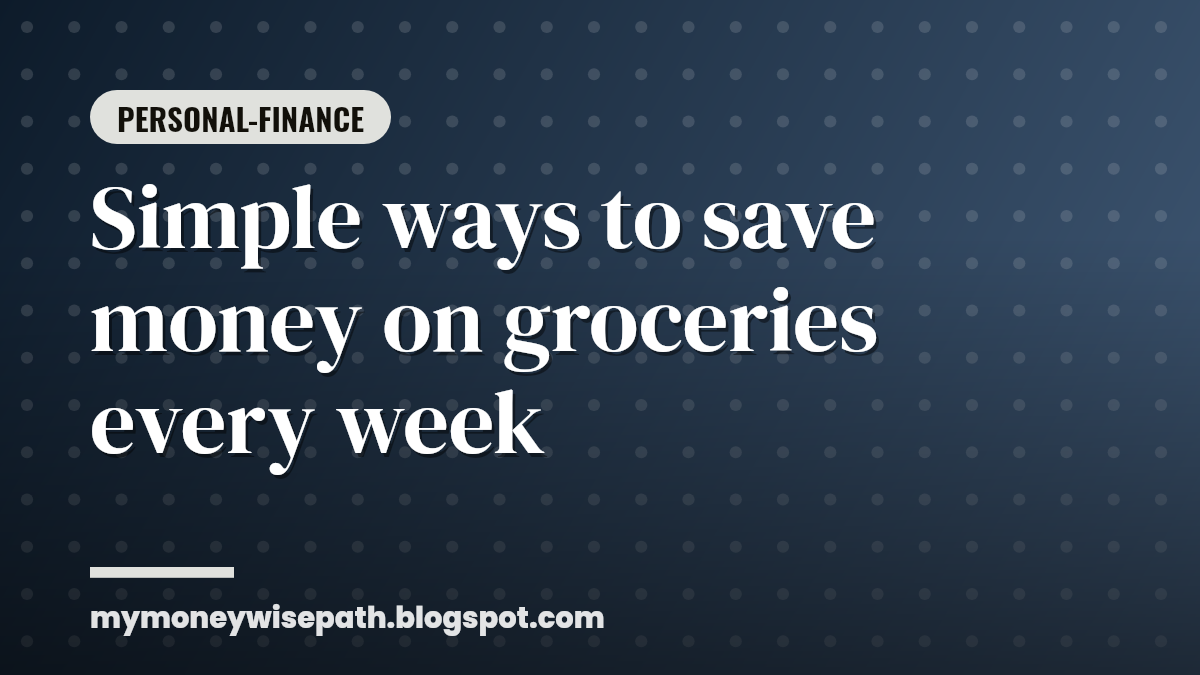 PERSONAL-FINANCE
Simple ways to save
money on groceries
every week
mymoneywisepath.blogspot.com